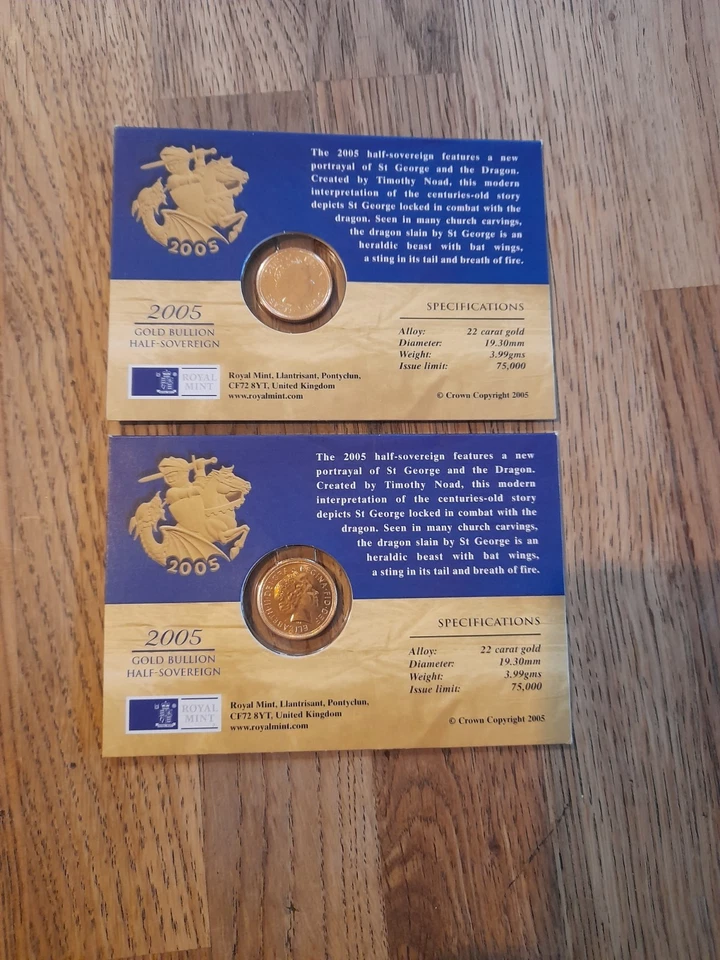 The 2005 half-sovereign features a new
portrayal of St George and the Dragon.
Created by Timothy Noad, this modern
interpretation of the centuries-old story
depicts St George locked in combat with the
dragon. Seen in many church carvings,
the dragon slain by St George is an
heraldic beast with bat wings,
a sting in its tail and breath of fire.
2005
2005
GOLD BULLION
HALF-SOVEREIGN
ROYAL
MINT
Royal Mint, Llantrisant, Pontyclun,
CF72 8YT, United Kingdom
www.royalmint.com
SPECIFICATIONS
Alloy: 22 carat gold
Diameter: 19.30mm
Weight: 3.99gms
Issue limit: 75,000
© Crown Copyright 2005
The 2005 half-sovereign features a new
portrayal of St George and the Dragon.
Created by Timothy Noad, this modern
interpretation of the centuries-old story
depicts St George locked in combat with the
dragon. Seen in many church carvings,
the dragon slain by St George is an
heraldic beast with bat wings,
a sting in its tail and breath of fire.
2005
ELIZABETH·II·DEI·GRA REGINA·FID·DEF
2005
GOLD BULLION
HALF-SOVEREIGN
ROYAL
MINT
Royal Mint, Llantrisant, Pontyclun,
CF72 8YT, United Kingdom
www.royalmint.com
SPECIFICATIONS
Alloy: 22 carat gold
Diameter: 19.30mm
Weight: 3.99gms
Issue limit: 75,000
© Crown Copyright 2005